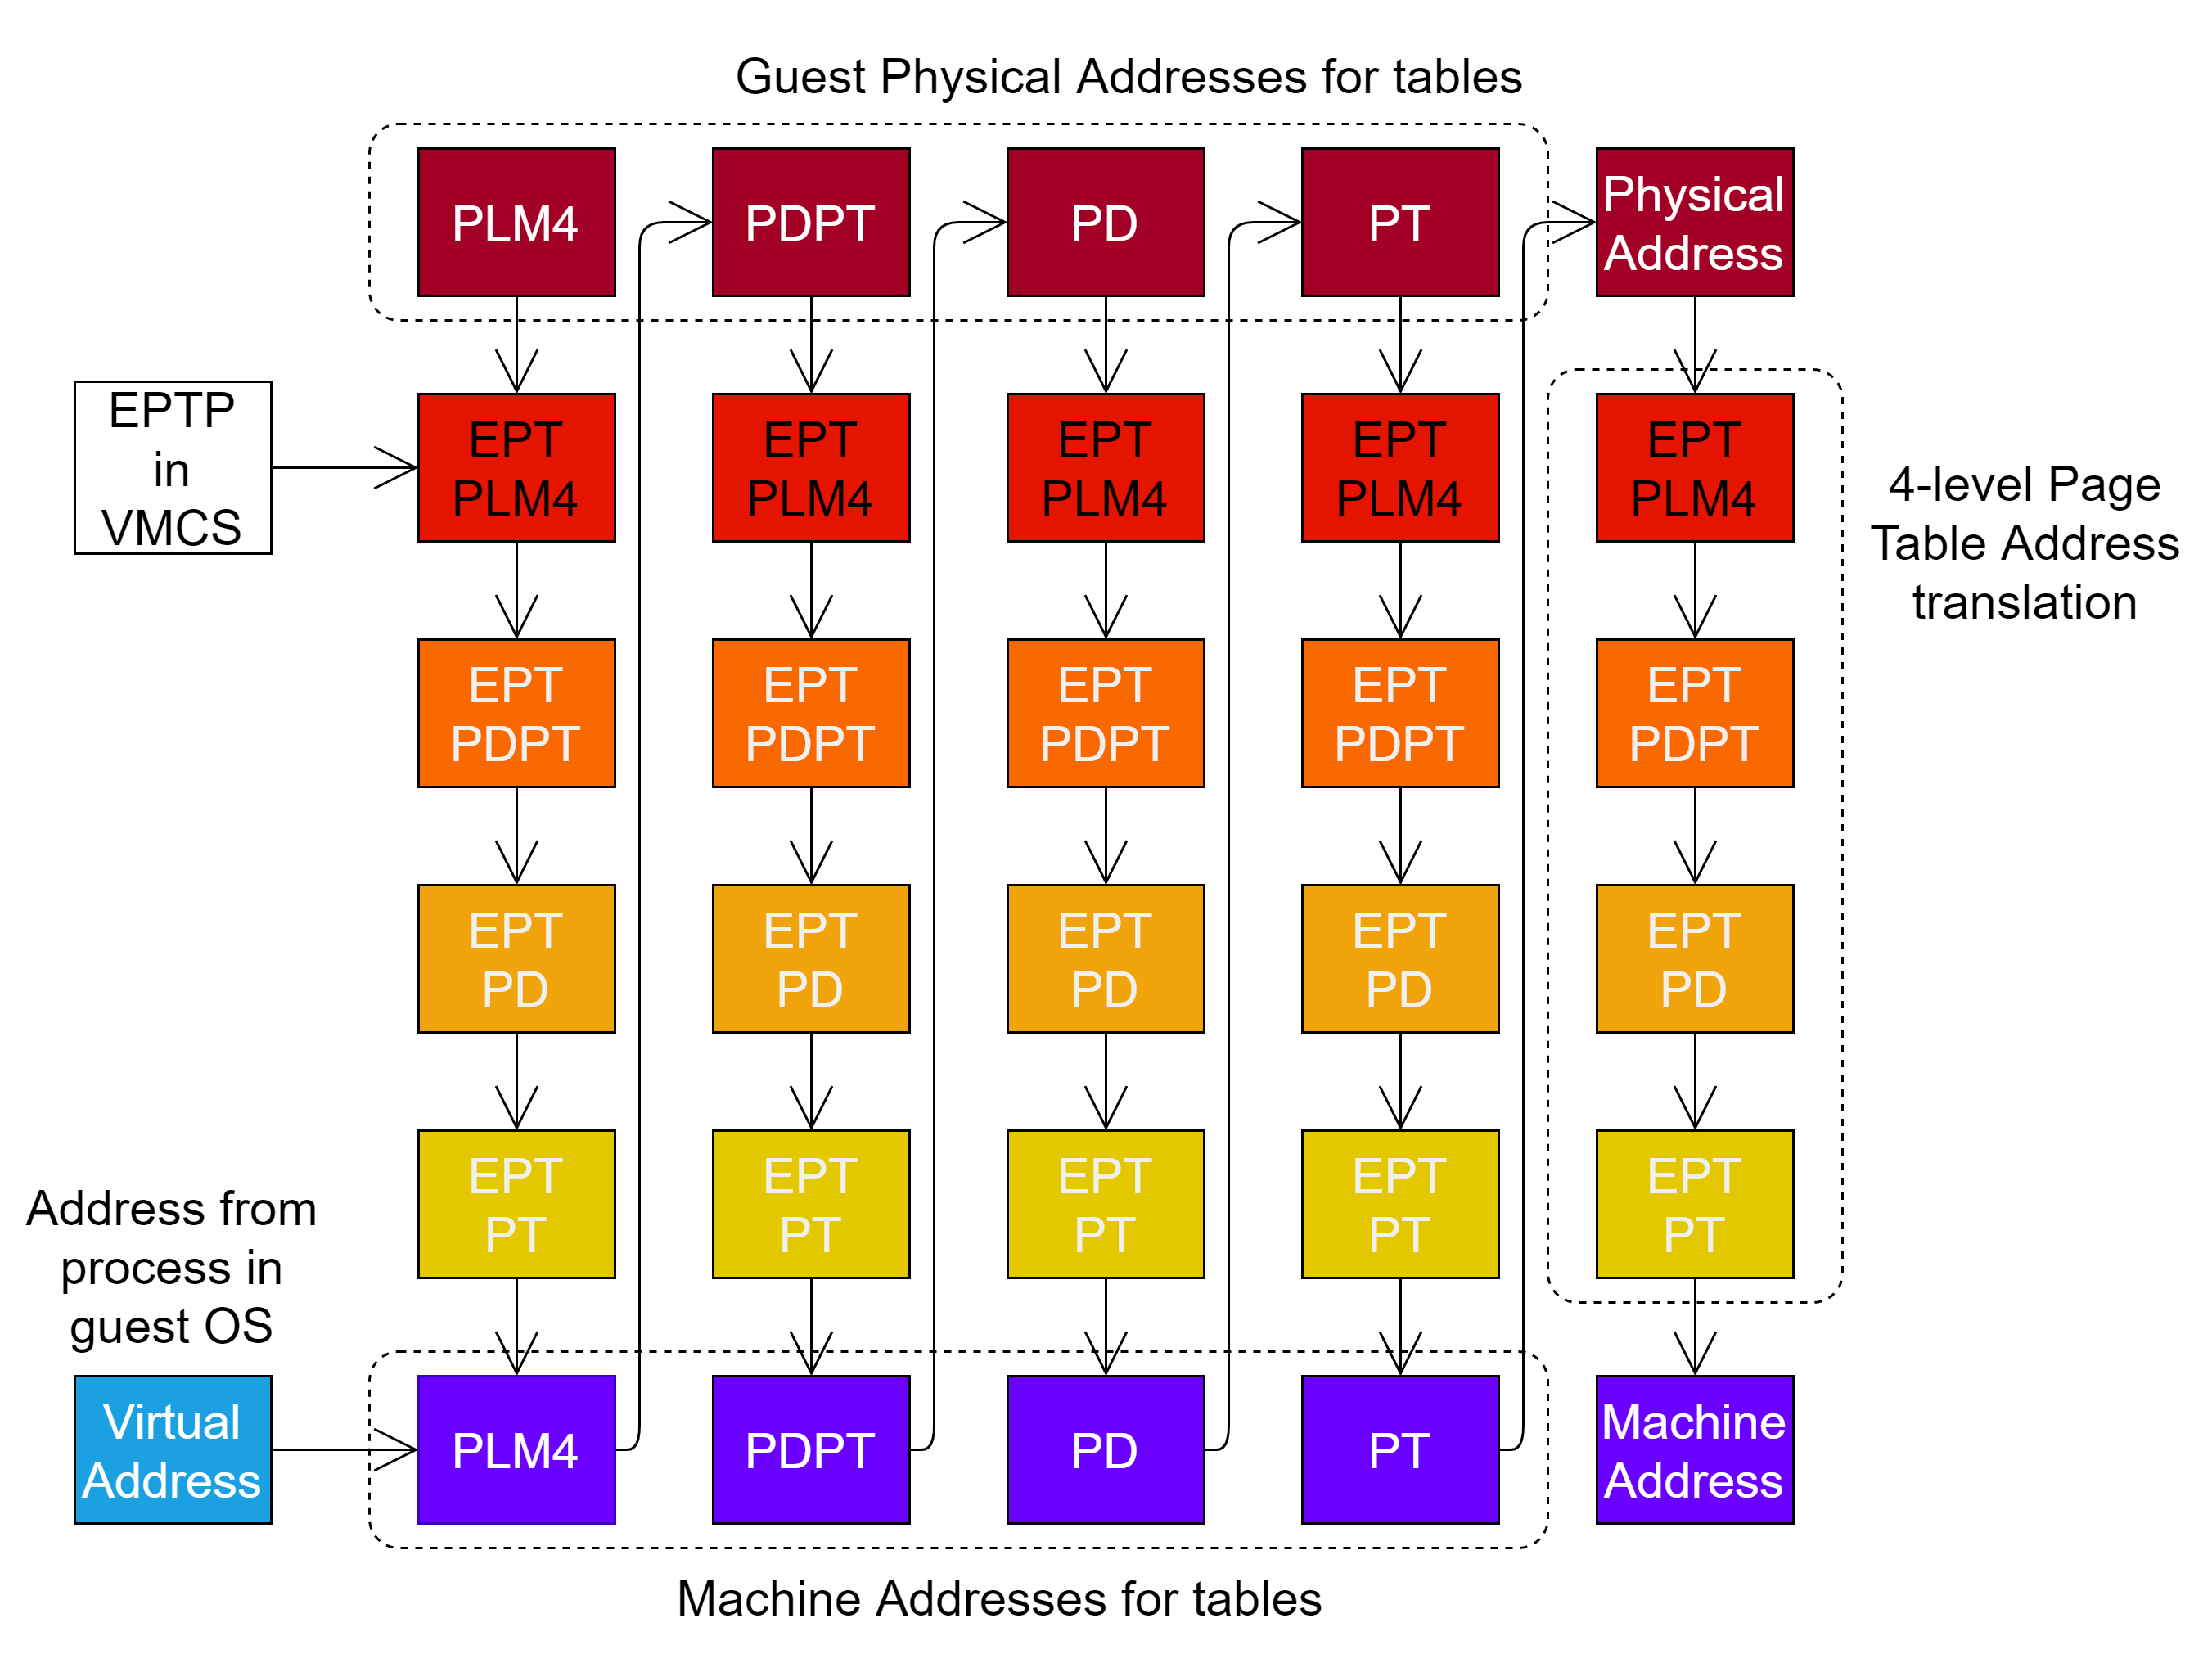 Guest Physical Addresses for tables
PLM4
PDPT
PD
PT
Physical
Address
EPTP
in
VMCS
EPT
PLM4
EPT
PLM4
EPT
PLM4
EPT
PLM4
EPT
PLM4
4-level Page
Table Address
translation
EPT
PDPT
EPT
PDPT
EPT
PDPT
EPT
PDPT
EPT
PDPT
EPT
PD
EPT
PD
EPT
PD
EPT
PD
EPT
PD
EPT
PT
EPT
PT
EPT
PT
EPT
PT
EPT
PT
Address from
process in
guest OS
Virtual
Address
PLM4
PDPT
PD
PT
Machine
Address
Machine Addresses for tables